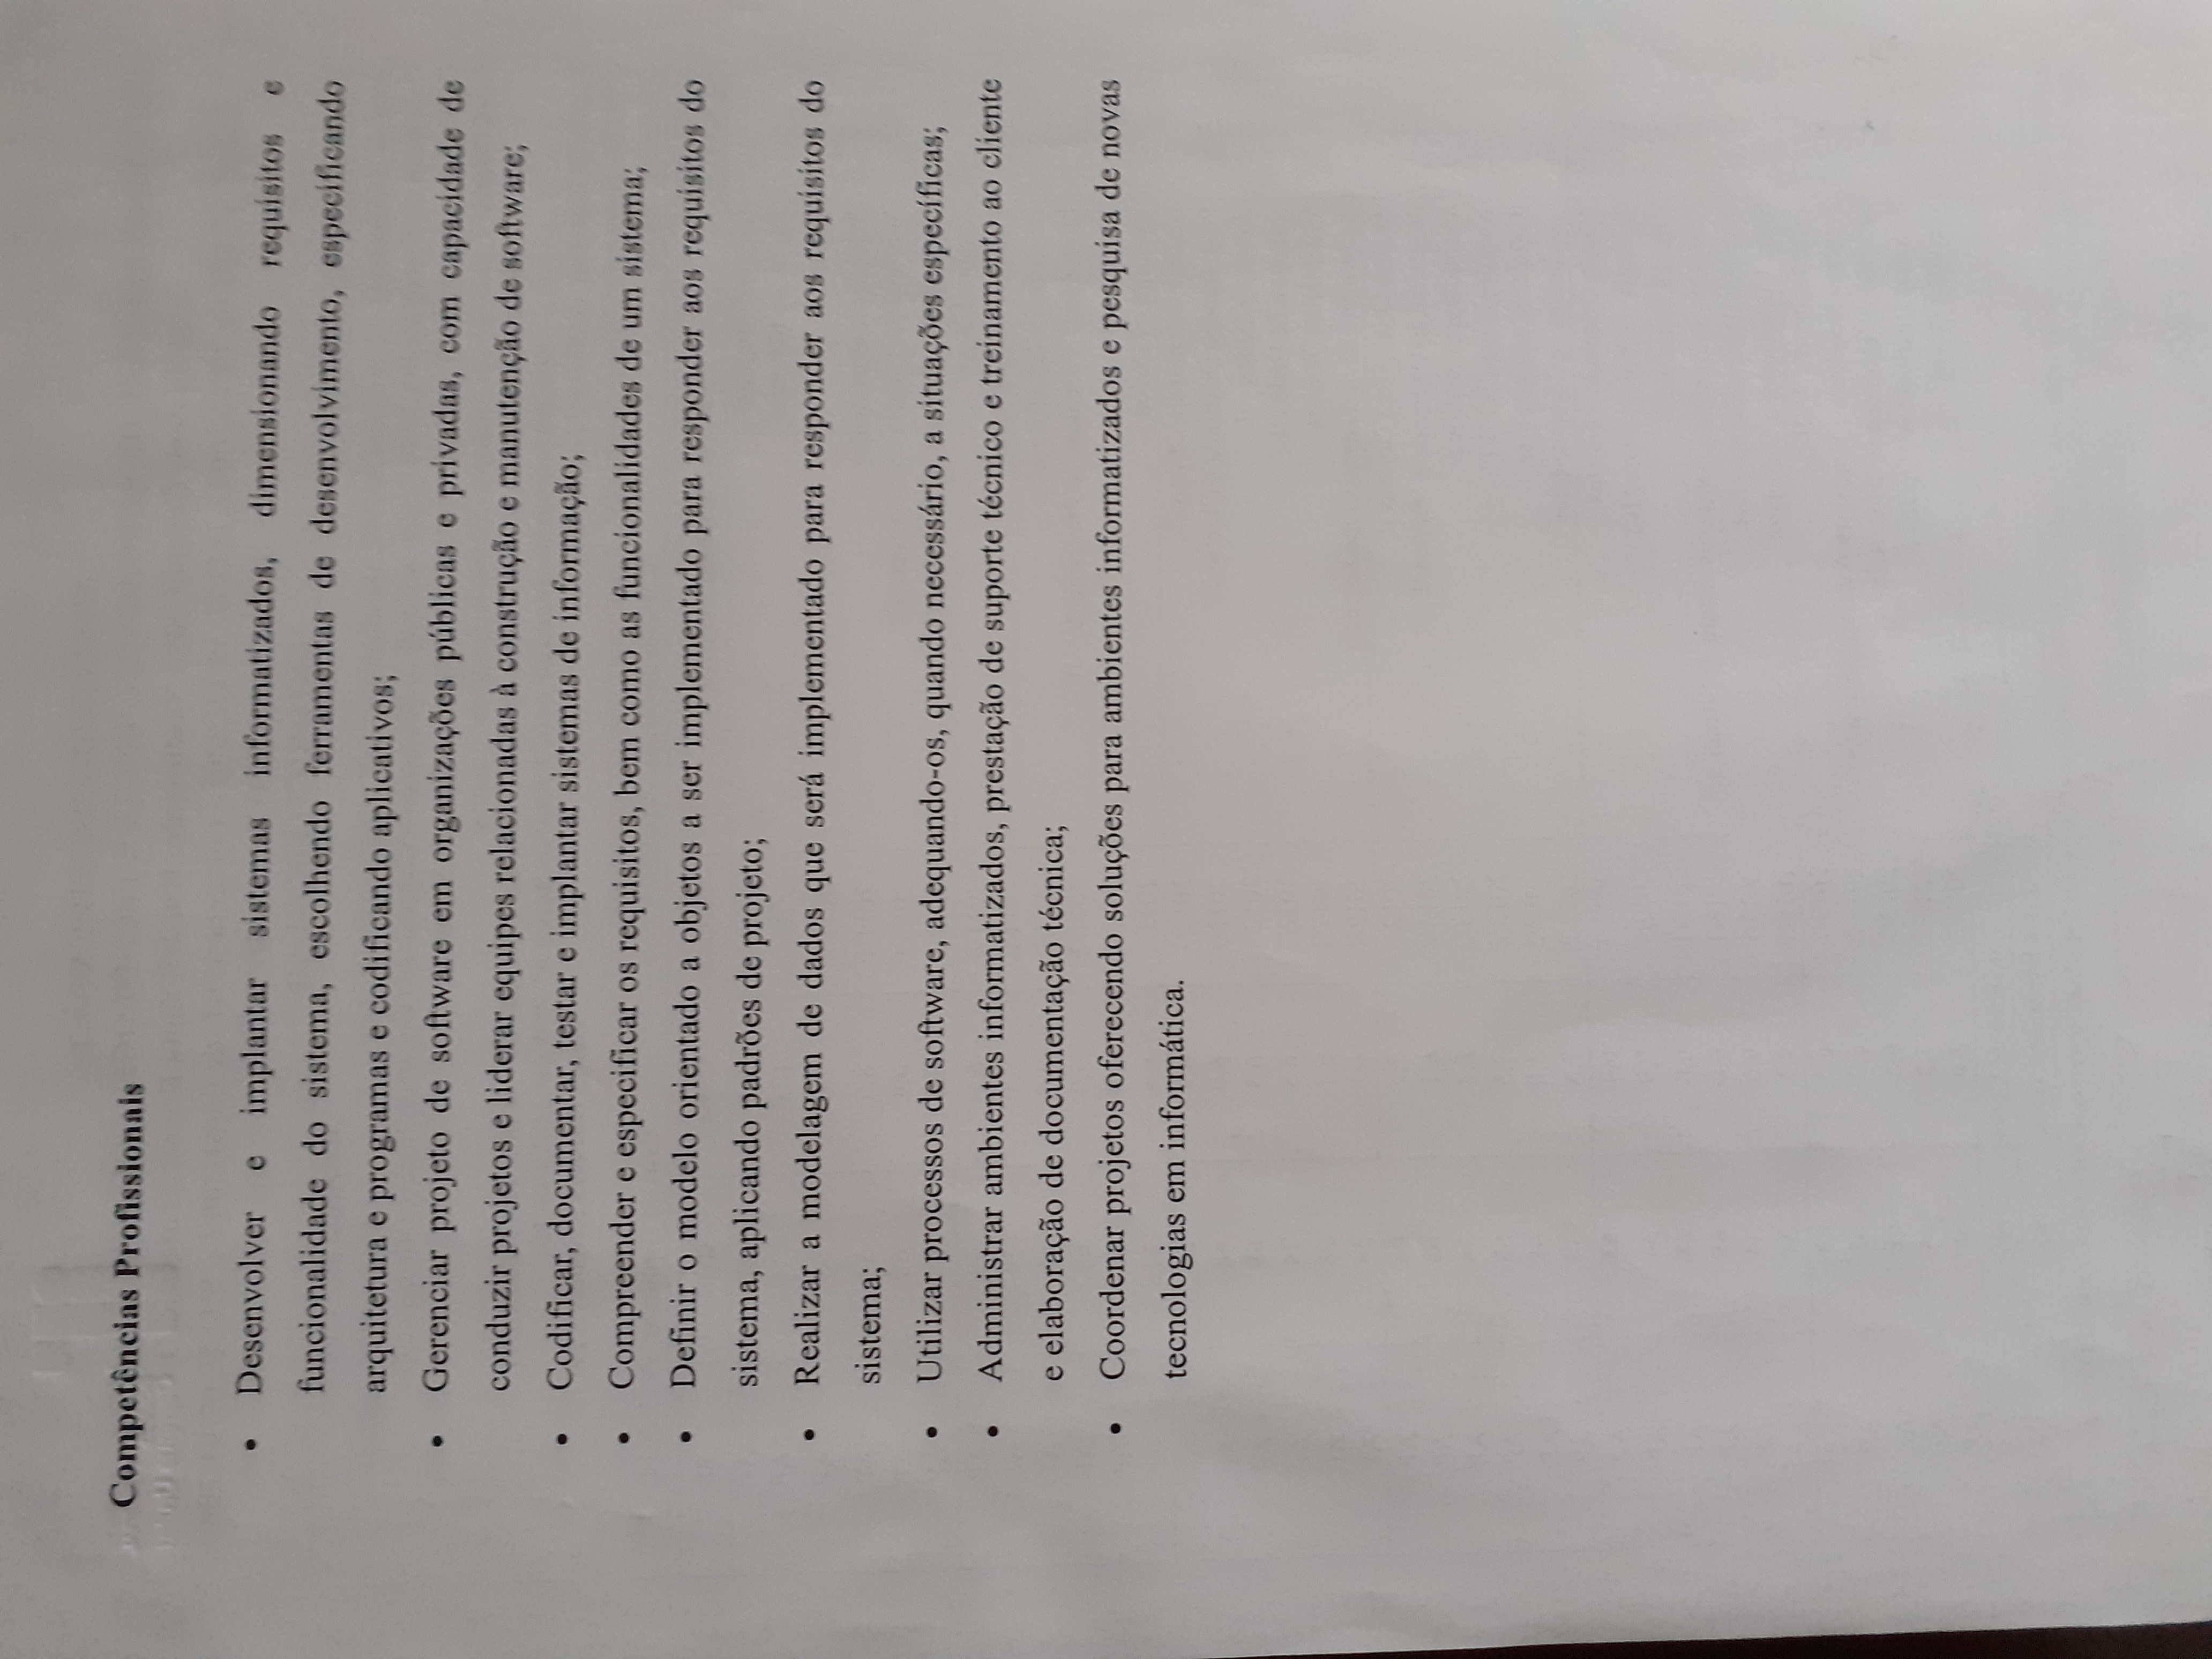 Competências Profissionais
• Desenvolver e implantar sistemas informatizados, dimensionando requisitos e
funcionalidade do sistema, escolhendo ferramentas de desenvolvimento, especificando
arquitetura e programas e codificando aplicativos;
• Gerenciar projeto de software em organizações públicas e privadas, com capacidade de
conduzir projetos e liderar equipes relacionadas à construção e manutenção de software;
• Codificar, documentar, testar e implantar sistemas de informação;
• Compreender e especificar os requisitos, bem como as funcionalidades de um sistema;
• Definir o modelo orientado a objetos a ser implementado para responder aos requisitos do
sistema, aplicando padrões de projeto;
• Realizar a modelagem de dados que será implementado para responder aos requisitos do
sistema;
• Utilizar processos de software, adequando-os, quando necessário, a situações específicas;
• Administrar ambientes informatizados, prestação de suporte técnico e treinamento ao cliente
e elaboração de documentação técnica;
• Coordenar projetos oferecendo soluções para ambientes informatizados e pesquisa de novas
tecnologias em informática.